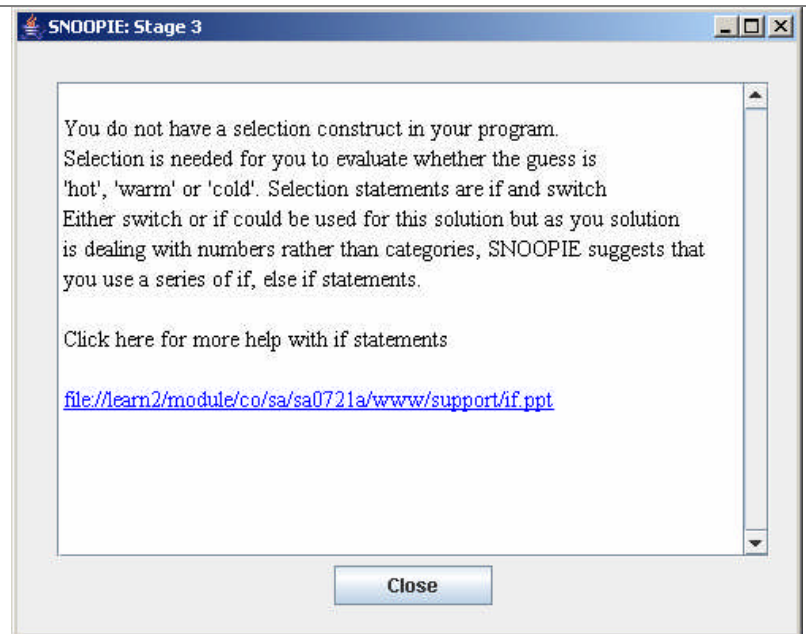 SNOOPIE: Stage 3
You do not have a selection construct in your program.
Selection is needed for you to evaluate whether the guess is
'hot', 'warm' or 'cold'. Selection statements are if and switch
Either switch or if could be used for this solution but as you solution
is dealing with numbers rather than categories, SNOOPIE suggests that
you use a series of if, else if statements.
Click here for more help with if statements
file://learn2/module/co/sa/sa0721a/www/support/if.ppt
Close